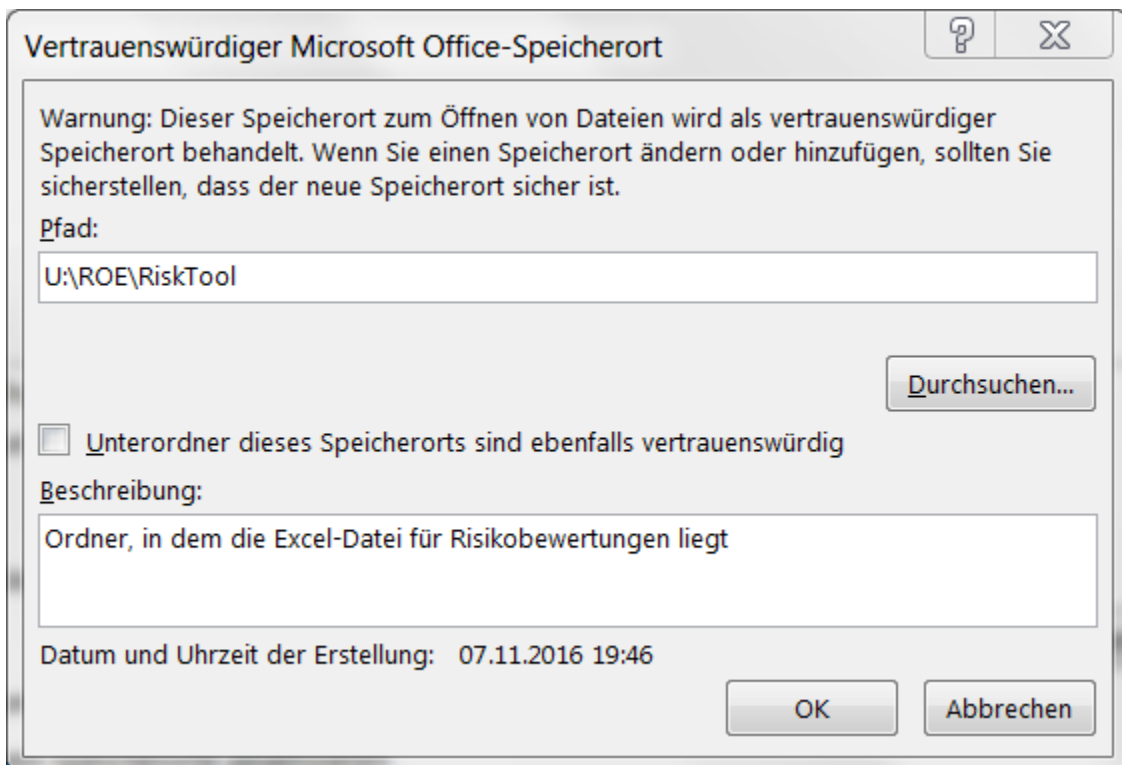 Vertrauenswürdiger Microsoft Office-Speicherort
Warnung: Dieser Speicherort zum Öffnen von Dateien wird als vertrauenswürdiger
Speicherort behandelt. Wenn Sie einen Speicherort ändern oder hinzufügen, sollten Sie
sicherstellen, dass der neue Speicherort sicher ist.
Pfad:
U:\ROE\RiskTool
Durchsuchen...
Unterordner dieses Speicherorts sind ebenfalls vertrauenswürdig
Beschreibung:
Ordner, in dem die Excel-Datei für Risikobewertungen liegt
Datum und Uhrzeit der Erstellung: 07.11.2016 19:46
OK Abbrechen